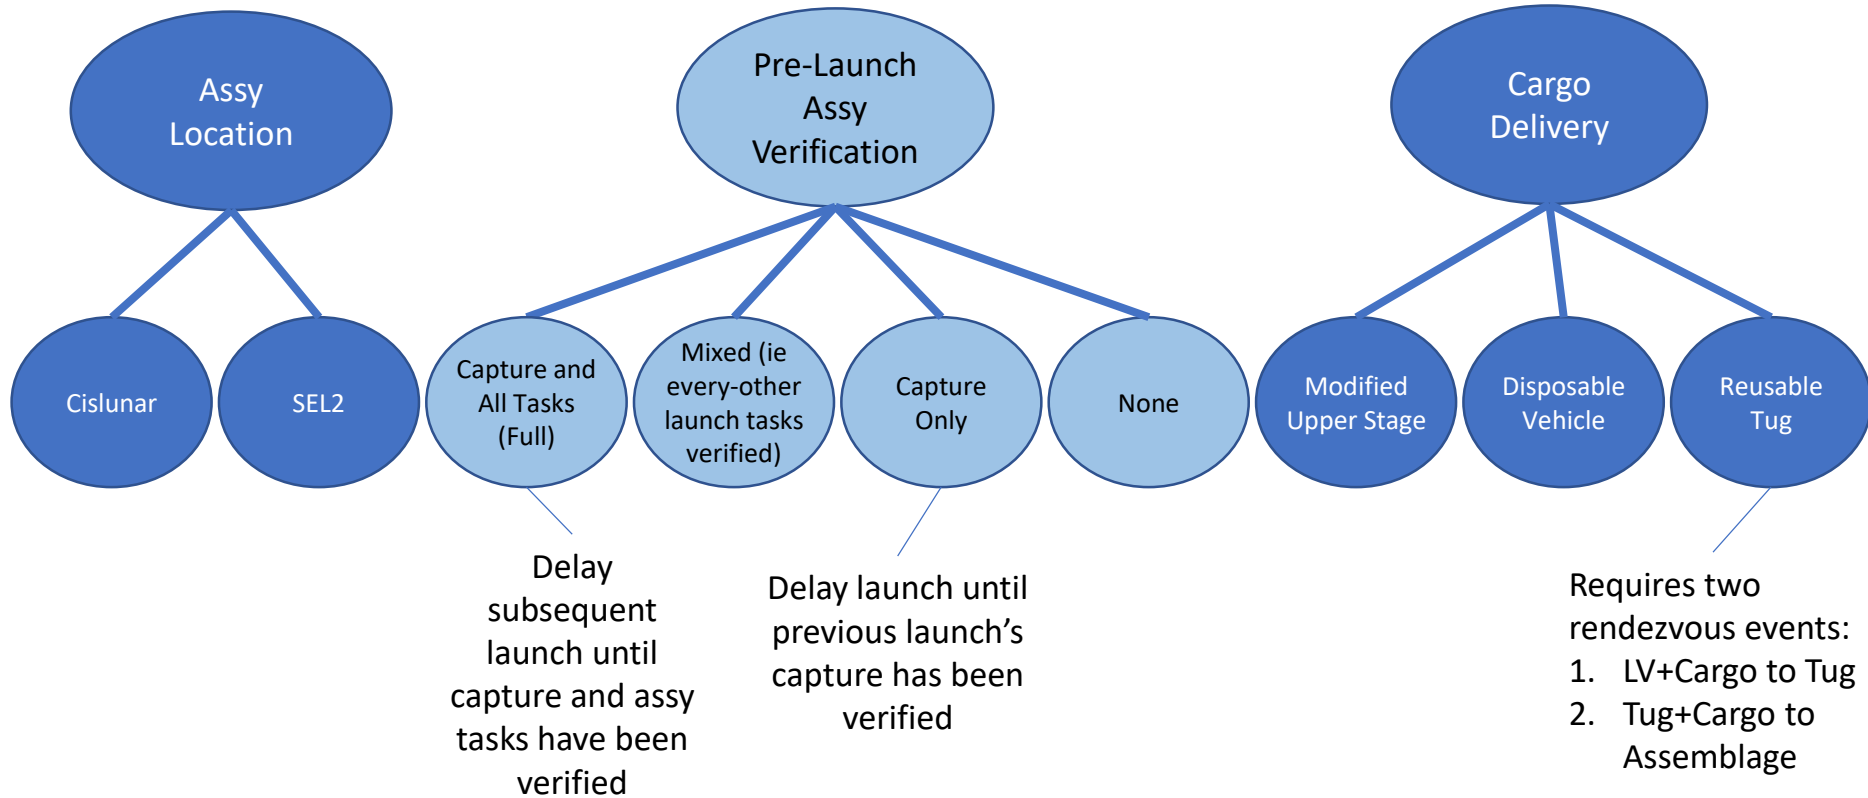 Assy
Location
Pre-Launch
Assy
Verification
Cargo
Delivery
Cislunar
SEL2
Capture and
All Tasks
(Full)
Mixed (ie
every-other
launch tasks
verified)
Capture
Only
None
Modified
Upper Stage
Disposable
Vehicle
Reusable
Tug
Delay
subsequent
launch until
capture and assy
tasks have been
verified
Delay launch until
previous launch’s
capture has been
verified
Requires two
rendezvous events:
1. LV+Cargo to Tug
2. Tug+Cargo to
Assemblage